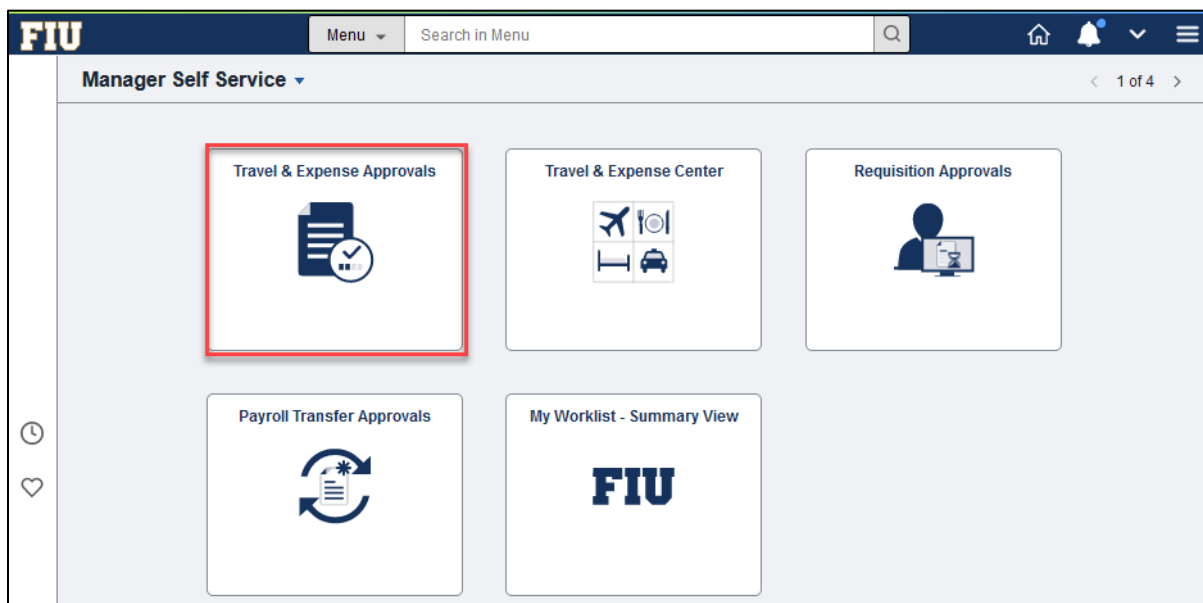 FIU
Menu
Search in Menu
Manager Self Service
1 of 4
Travel & Expense Approvals
Travel & Expense Center
Requisition Approvals
Payroll Transfer Approvals
My Worklist - Summary View
FIU